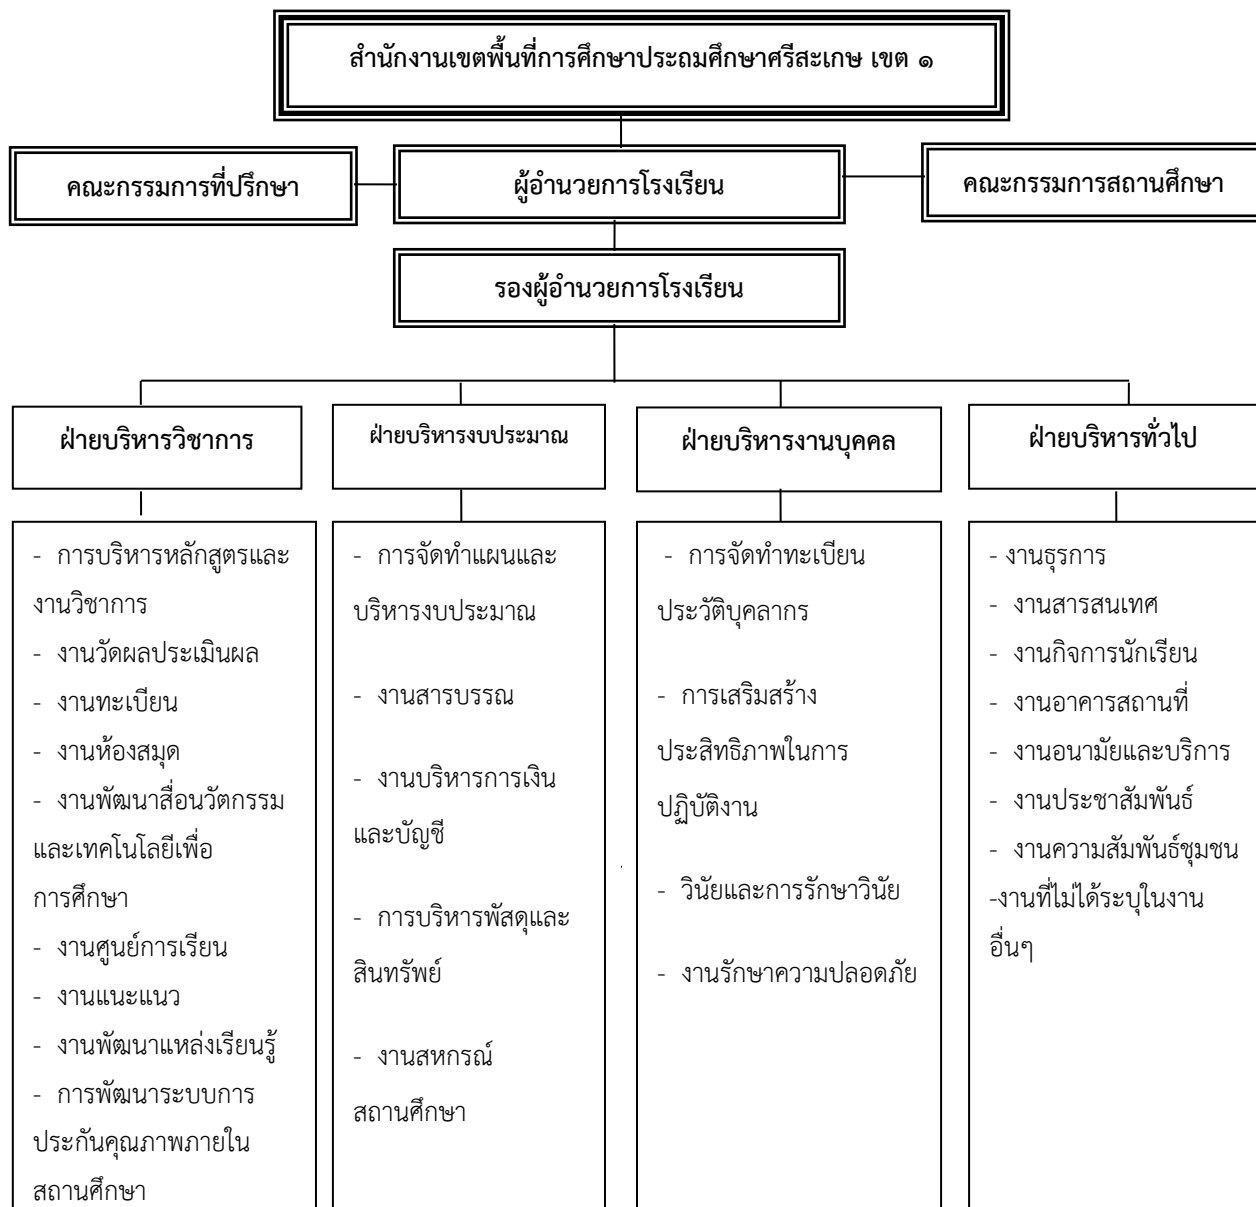 สำนักงานเขตพื้นที่การศึกษาประถมศึกษาศรีสะเกษ เขต ๑
คณะกรรมการที่ปรึกษา
ผู้อำนวยการโรงเรียน
คณะกรรมการสถานศึกษา
รองผู้อำนวยการโรงเรียน
ฝ่ายบริหารวิชาการ
ฝ่ายบริหารงบประมาณ
ฝ่ายบริหารงานบุคคล
ฝ่ายบริหารทั่วไป
- การบริหารหลักสูตรและ
งานวิชาการ
- งานวัดผลประเมินผล
- งานทะเบียน
- งานห้องสมุด
- งานพัฒนาสื่อนวัตกรรม
และเทคโนโลยีเพื่อ
การศึกษา
- งานศูนย์การเรียน
- งานแนะแนว
- งานพัฒนาแหล่งเรียนรู้
- การพัฒนาระบบการ
ประกันคุณภาพภายใน
สถานศึกษา
- การจัดทำแผนและ
บริหารงบประมาณ
- งานสารบรรณ
- งานบริหารการเงิน
และบัญชี
- การบริหารพัสดุและ
สินทรัพย์
- งานสหกรณ์
สถานศึกษา
- การจัดทำทะเบียน
ประวัติบุคลากร
- การเสริมสร้าง
ประสิทธิภาพในการ
ปฏิบัติงาน
- วินัยและการรักษาวินัย
- งานรักษาความปลอดภัย
- งานธุรการ
- งานสารสนเทศ
- งานกิจการนักเรียน
- งานอาคารสถานที่
- งานอนามัยและบริการ
- งานประชาสัมพันธ์
- งานความสัมพันธ์ชุมชน
-งานที่ไม่ได้ระบุในงาน
อื่นๆ